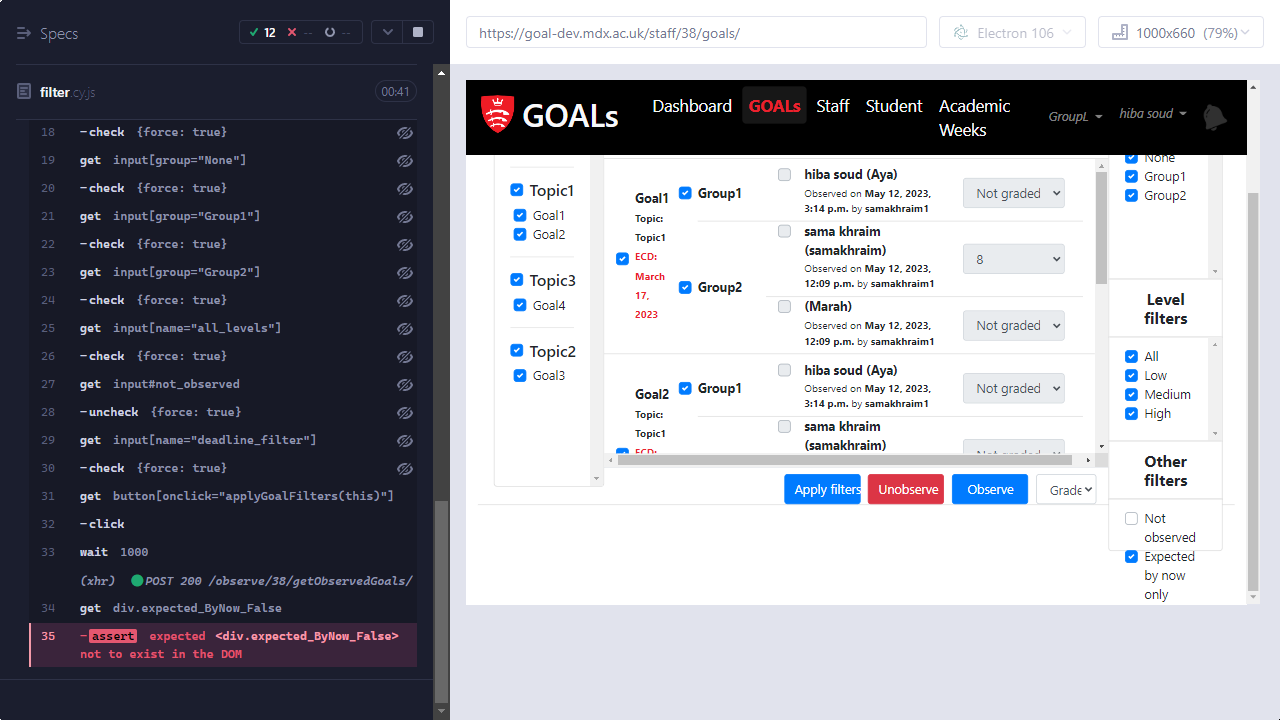 Specs
12 -- --
https://goal-dev.mdx.ac.uk/staff/38/goals/
Electron 106
1000x660 (79%)
filter.cy.js
00:41
18 -check {force: true}
19 get input[group="None"]
20 -check {force: true}
21 get input[group="Group1"]
22 -check {force: true}
23 get input[group="Group2"]
24 -check {force: true}
25 get input[name="all_levels"]
26 -check {force: true}
27 get input#not_observed
28 -uncheck {force: true}
29 get input[name="deadline_filter"]
30 -check {force: true}
31 get button[onclick="applyGoalFilters(this)"]
32 -click
33 wait 1000
(xhr) POST 200 /observe/38/getObservedGoals/
34 get div.expected_ByNow_False
35 -assert expected <div.expected_ByNow_False>
not to exist in the DOM
GOALs
Dashboard
GOALs
Staff
Student
Academic
Weeks
GroupL
hiba soud
Topic1
Goal1
Goal2
Topic3
Goal4
Topic2
Goal3
Goal1
Topic:
Topic1
ECD:
March
17,
2023
Group1
hiba soud (Aya)
Observed on May 12, 2023,
3:14 p.m. by samakhraim1
Not graded
Group2
sama khraim
(samakhraim)
Observed on May 12, 2023,
12:09 p.m. by samakhraim1
8
(Marah)
Observed on May 12, 2023,
12:09 p.m. by samakhraim1
Not graded
Goal2
Topic:
Topic1
ECD:
Group1
hiba soud (Aya)
Observed on May 12, 2023,
3:14 p.m. by samakhraim1
Not graded
sama khraim
(samakhraim)
Not graded
Apply filters
Unobserve
Observe
Grade
None
Group1
Group2
Level
filters
All
Low
Medium
High
Other
filters
Not
observed
Expected
by now
only